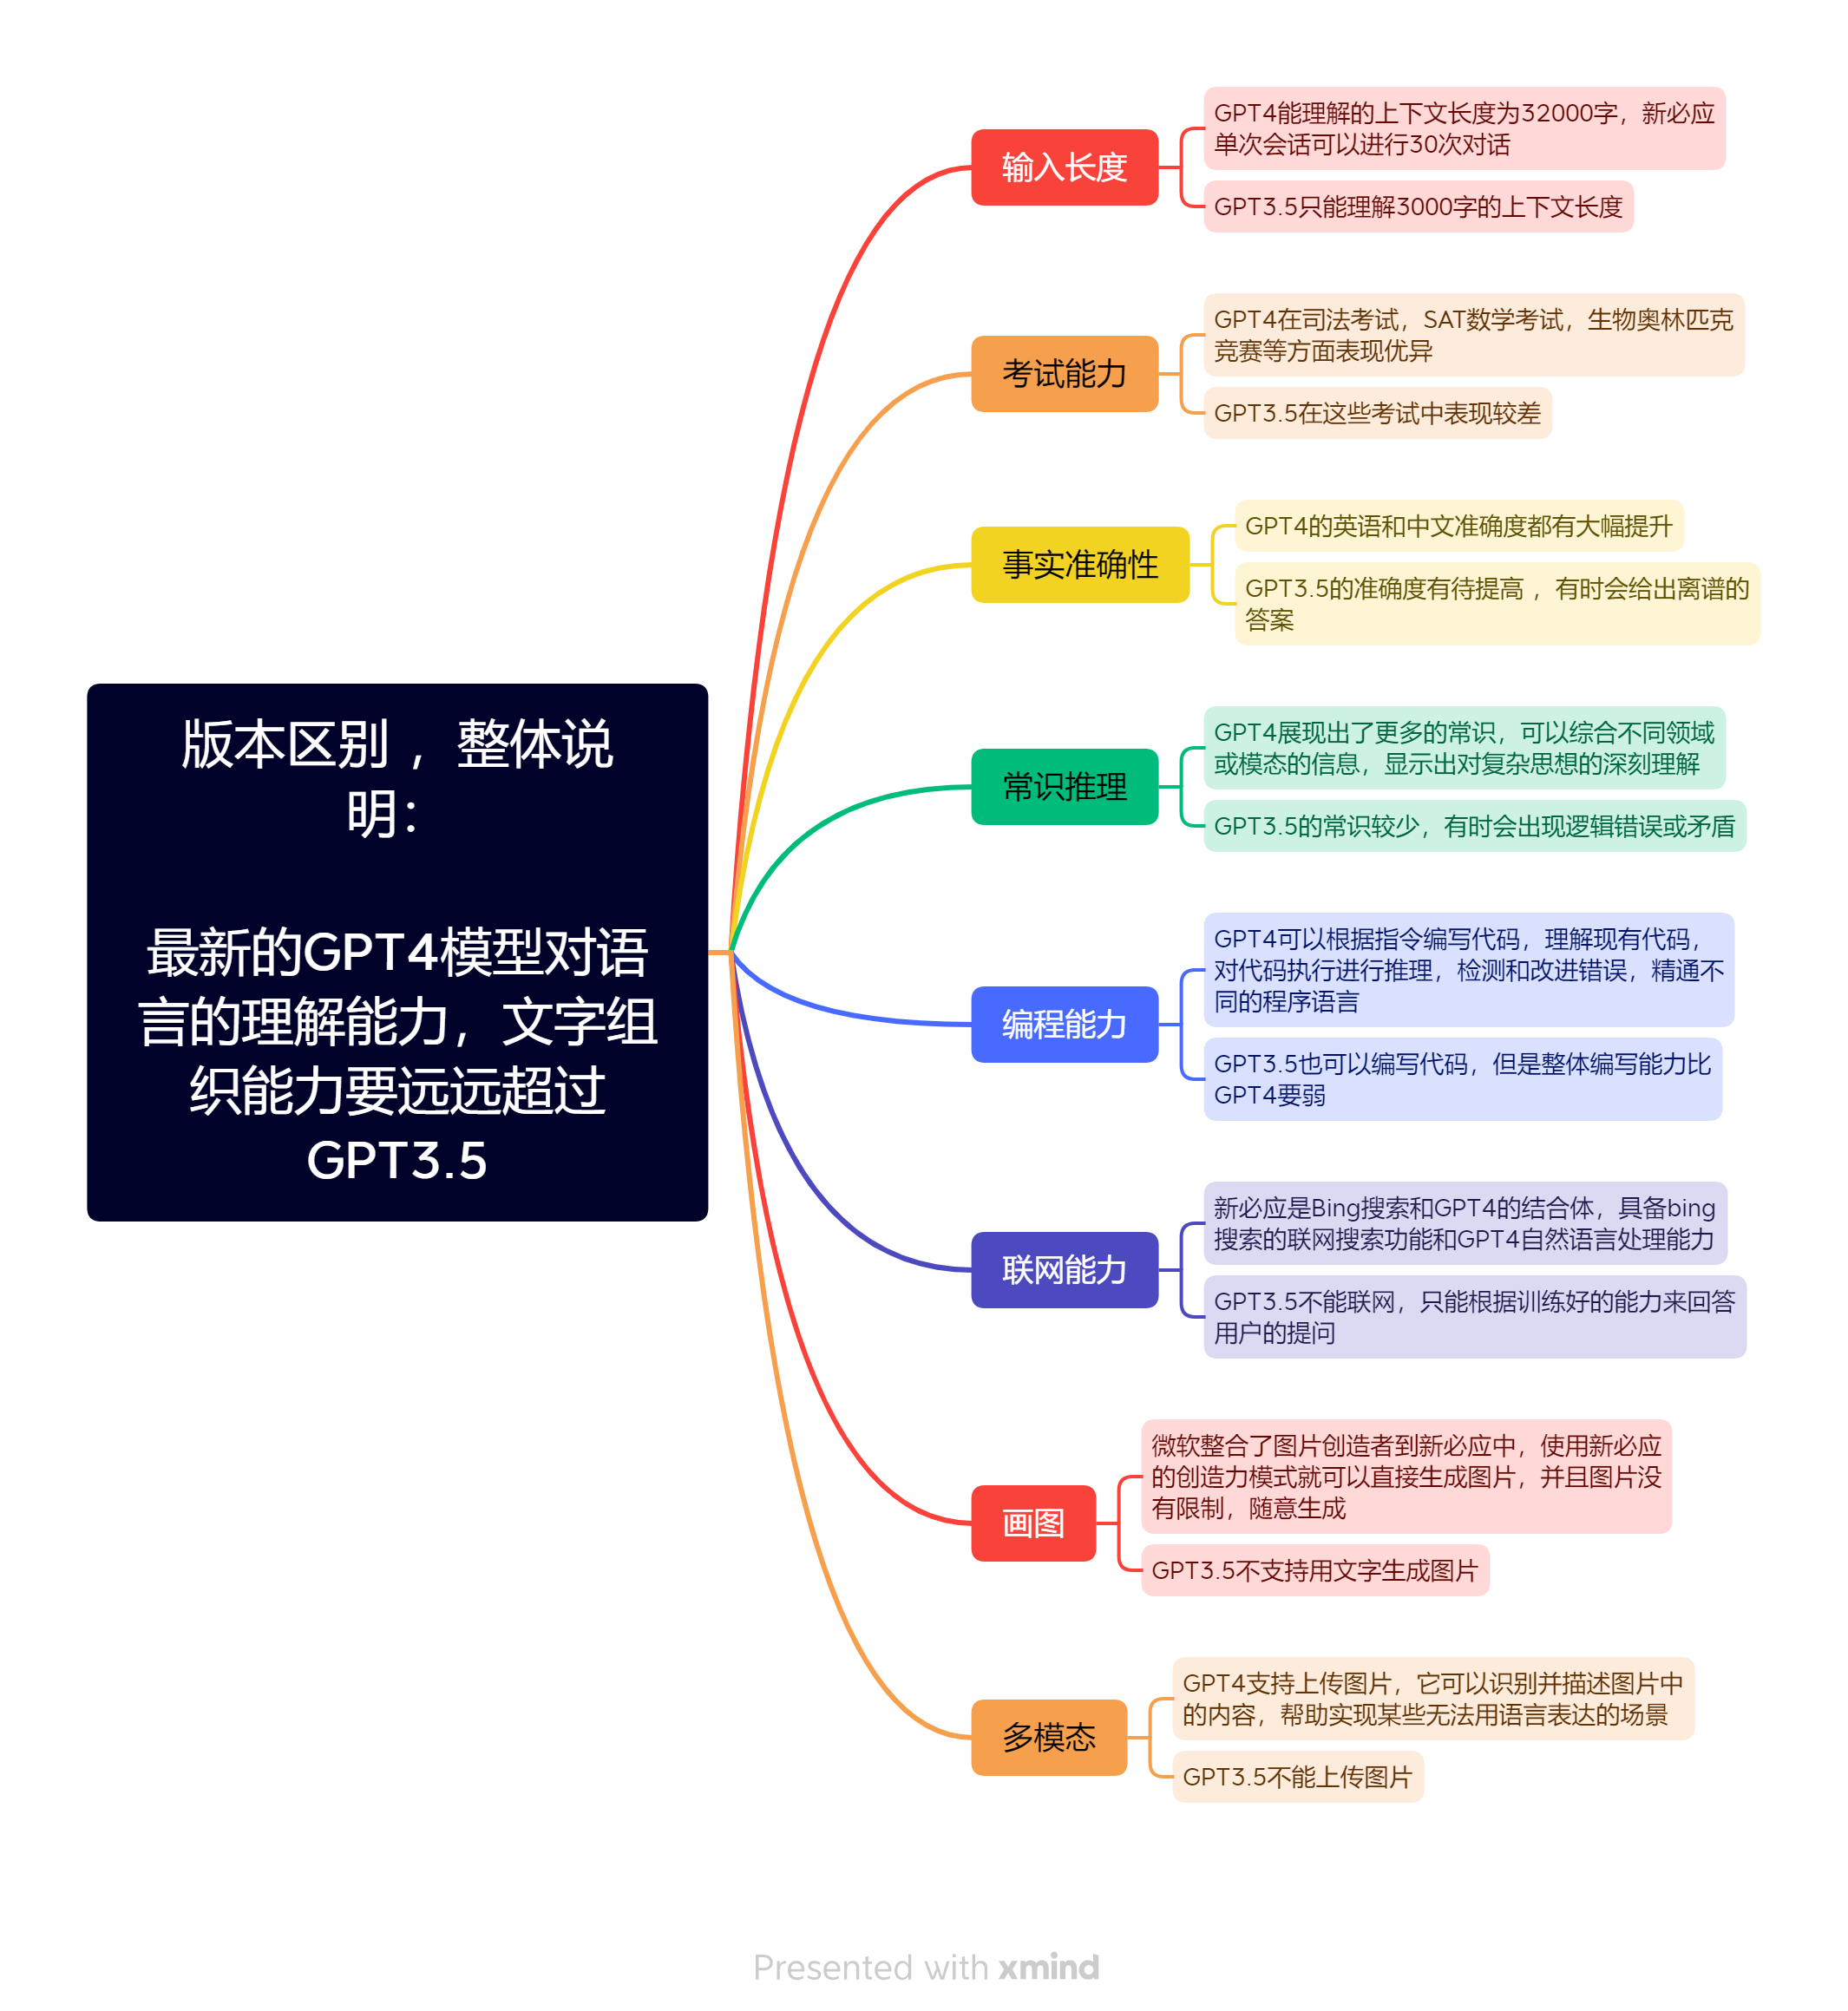 版本区别 ，整体说
明：
最新的GPT4模型对语
言的理解能力，文字组
织能力要远远超过
GPT3.5
输入长度
GPT4能理解的上下文长度为32000字，新必应
单次会话可以进行30次对话
GPT3.5只能理解3000字的上下文长度
考试能力
GPT4在司法考试，SAT数学考试，生物奥林匹克
竞赛等方面表现优异
GPT3.5在这些考试中表现较差
事实准确性
GPT4的英语和中文准确度都有大幅提升
GPT3.5的准确度有待提高 ，有时会给出离谱的
答案
常识推理
GPT4展现出了更多的常识，可以综合不同领域
或模态的信息，显示出对复杂思想的深刻理解
GPT3.5的常识较少，有时会出现逻辑错误或矛盾
编程能力
GPT4可以根据指令编写代码，理解现有代码，
对代码执行进行推理，检测和改进错误，精通不
同的程序语言
GPT3.5也可以编写代码，但是整体编写能力比
GPT4要弱
联网能力
新必应是Bing搜索和GPT4的结合体，具备bing
搜索的联网搜索功能和GPT4自然语言处理能力
GPT3.5不能联网，只能根据训练好的能力来回答
用户的提问
画图
微软整合了图片创造者到新必应中，使用新必应
的创造力模式就可以直接生成图片，并且图片没
有限制，随意生成
GPT3.5不支持用文字生成图片
多模态
GPT4支持上传图片，它可以识别并描述图片中
的内容，帮助实现某些无法用语言表达的场景
GPT3.5不能上传图片
Presented with xmind